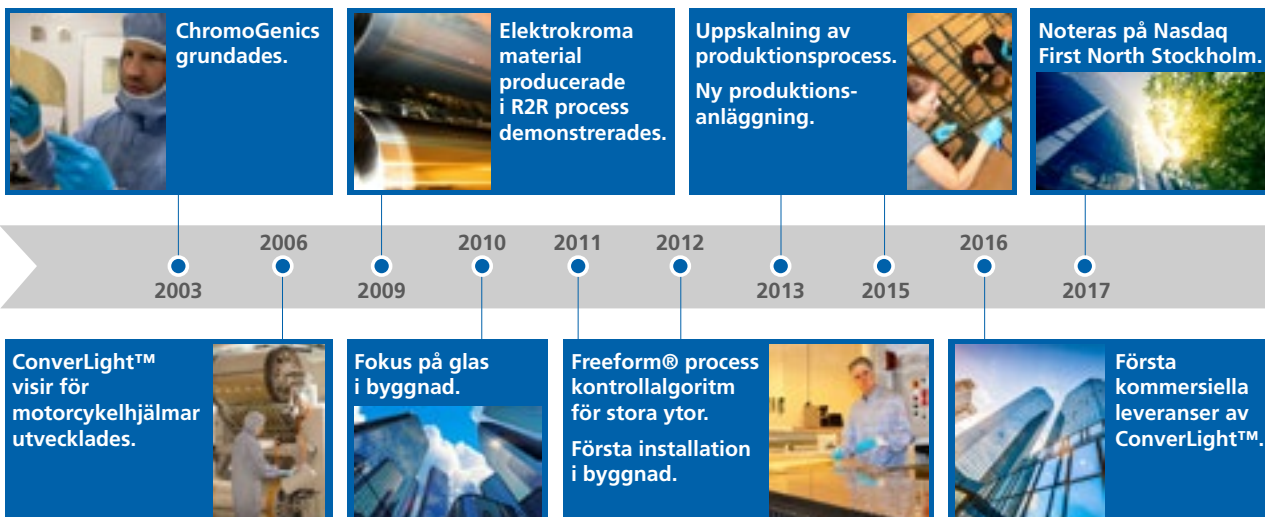 ChromoGenics
grundades.
Elektrokroma
material
producerade
i R2R process
demonstrerades.
Uppskalning av
produktionsprocess.
Ny produktions-
anläggning.
Noteras på Nasdaq
First North Stockholm.
2006
2010
2011
2012
2016
2003
2009
2013
2015
2017
ConverLight™
visir för
motorcykelhjälmar
utvecklades.
Fokus på glas
i byggnad.
Freeform® process
kontrollalgoritm
för stora ytor.
Första installation
i byggnad.
Första
kommersiella
leveranser av
ConverLight™.